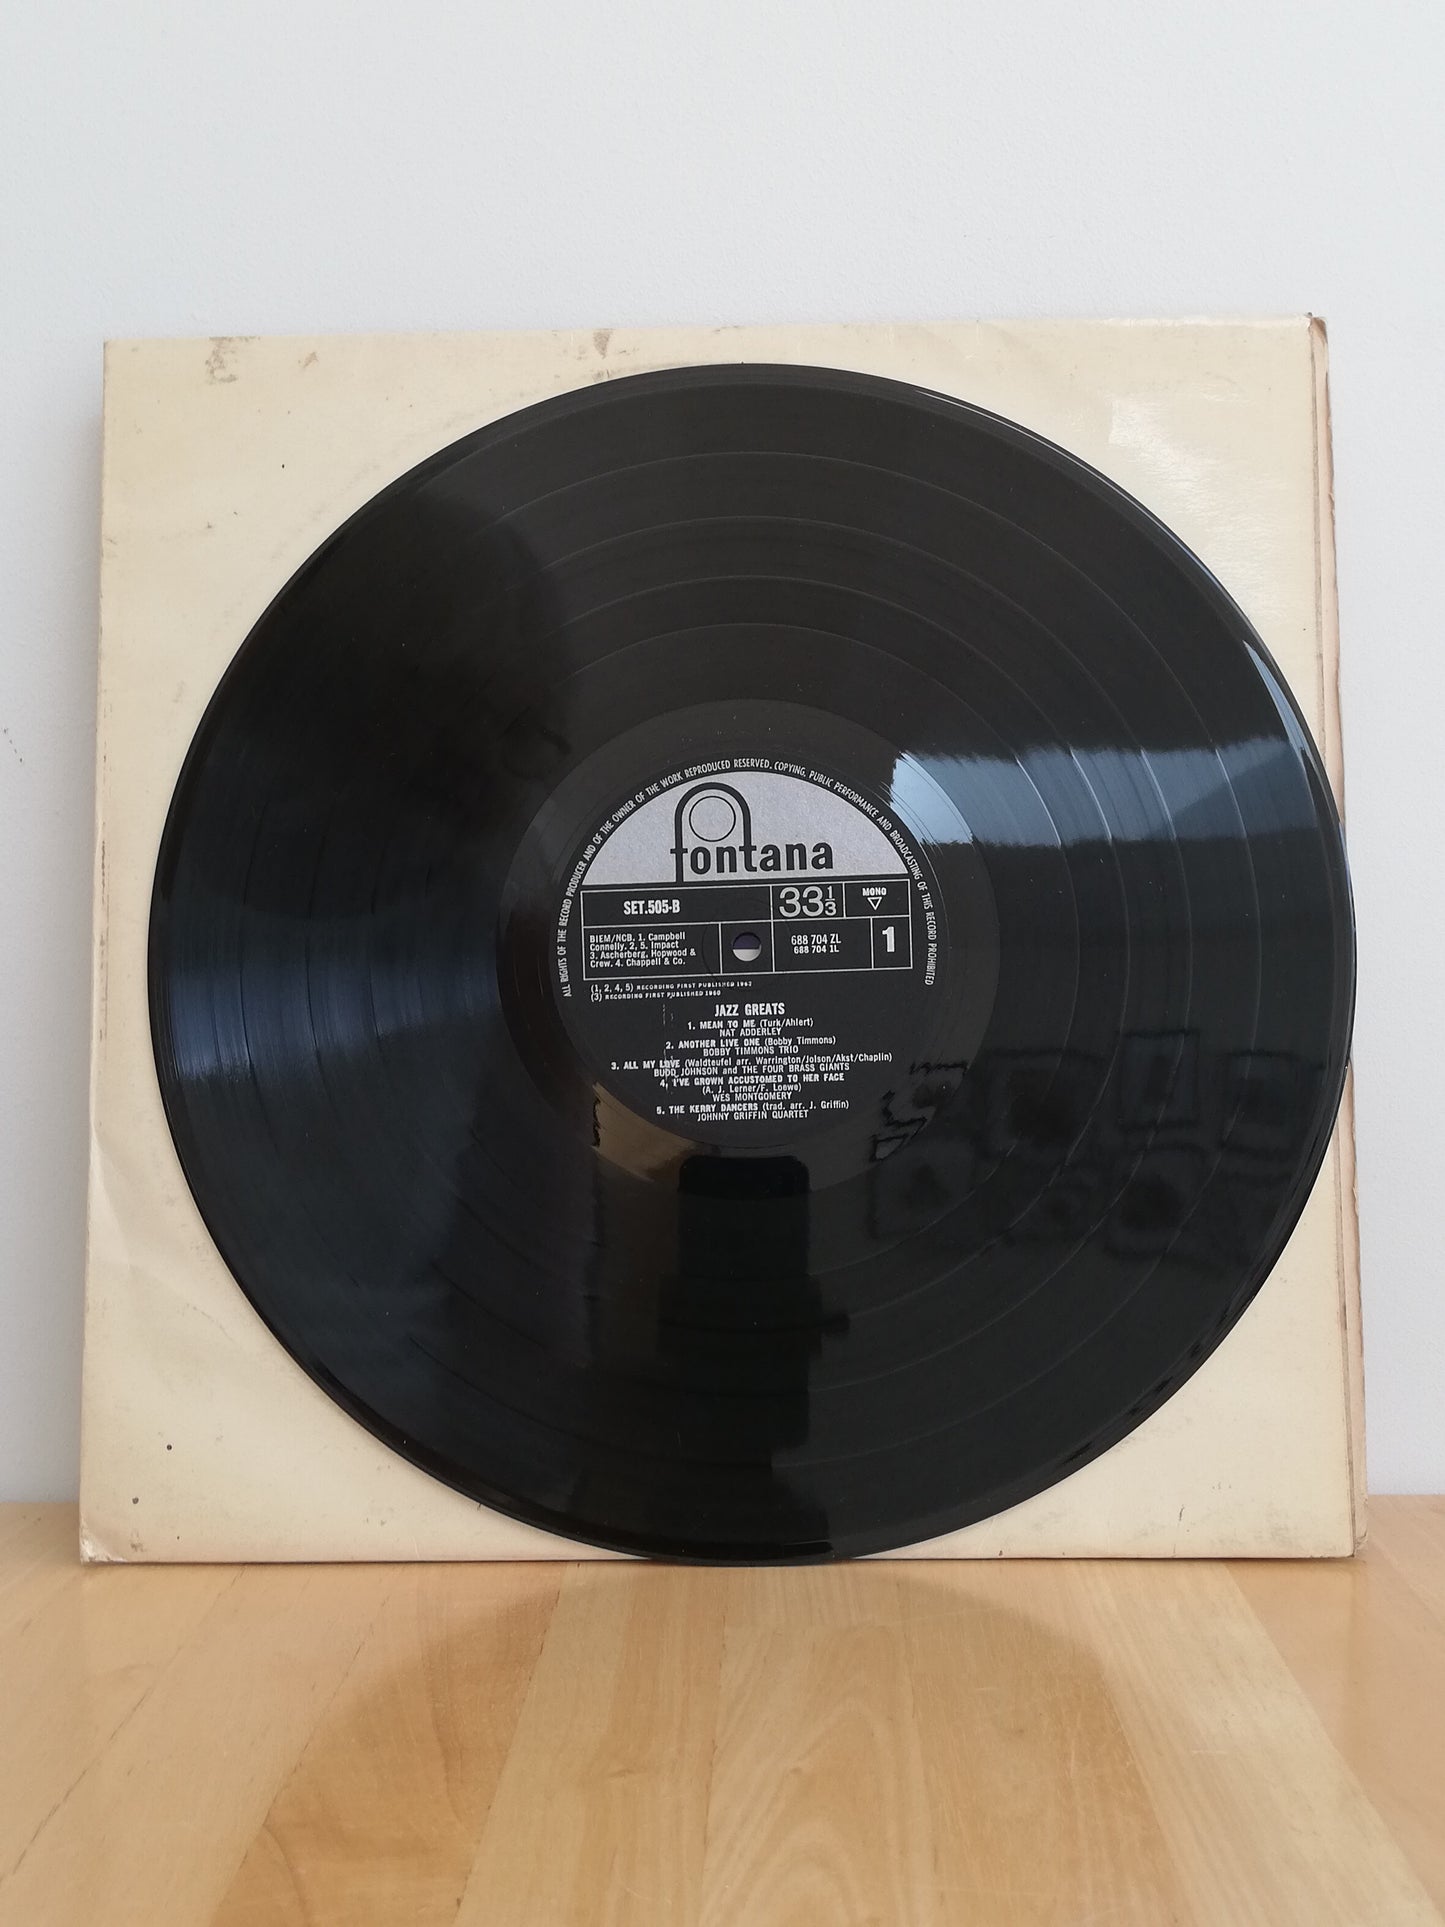 ALL RIGHTS OF THE RECORD PRODUCER AND OF THE OWNER OF THE WORK REPRODUCED RESERVED. COPYING, PUBLIC PERFORMANCE AND BROADCASTING OF THIS RECORD PROHIBITED
fontana
SET.505-B
33⅓
MONO
BIEM/NCB. 1. Campbell
Connelly. 2, 5. Impact
3. Ascherberg, Hopwood &
Crew. 4. Chappell & Co.
688 704 ZL
688 704 1L
1
(1, 2, 4, 5) RECORDING FIRST PUBLISHED 1962
(3) RECORDING FIRST PUBLISHED 1960
JAZZ GREATS
1. MEAN TO ME (Turk/Ahlert)
NAT ADDERLEY
2. ANOTHER LIVE ONE (Bobby Timmons)
BOBBY TIMMONS TRIO
3. ALL MY LOVE (Waldteufel arr. Warrington/Jolson/Akst/Chaplin)
BUDD JOHNSON and THE FOUR BRASS GIANTS
4. I'VE GROWN ACCUSTOMED TO HER FACE
(A. J. Lerner/F. Loewe)
WES MONTGOMERY
5. THE KERRY DANCERS (trad. arr. J. Griffin)
JOHNNY GRIFFIN QUARTET